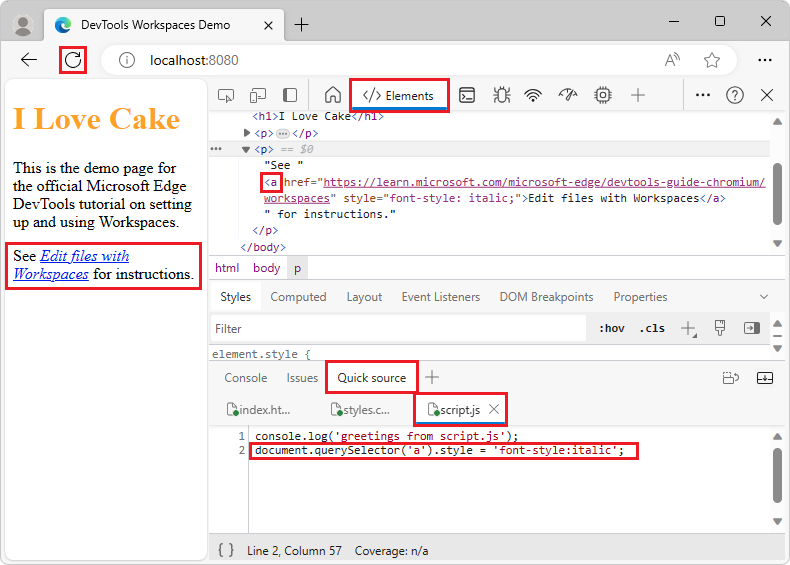 DevTools Workspaces Demo
localhost:8080
I Love Cake
This is the demo page for
the official Microsoft Edge
DevTools tutorial on setting
up and using Workspaces.
See Edit files with
Workspaces for instructions.
</> Elements
<h1>I Love Cake</h1>
▶<p>…</p>
… ▼<p> == $0
"See "
<a href="https://learn.microsoft.com/microsoft-edge/devtools-guide-chromium/
workspaces" style="font-style: italic;">Edit files with Workspaces</a>
" for instructions."
</p>
</body>
html body p
Styles Computed Layout Event Listeners DOM Breakpoints Properties
Filter :hov .cls
element.style {
Console Issues Quick source
index.ht... styles.c... script.js
1 console.log('greetings from script.js');
2 document.querySelector('a').style = 'font-style:italic';
{ } Line 2, Column 57 Coverage: n/a